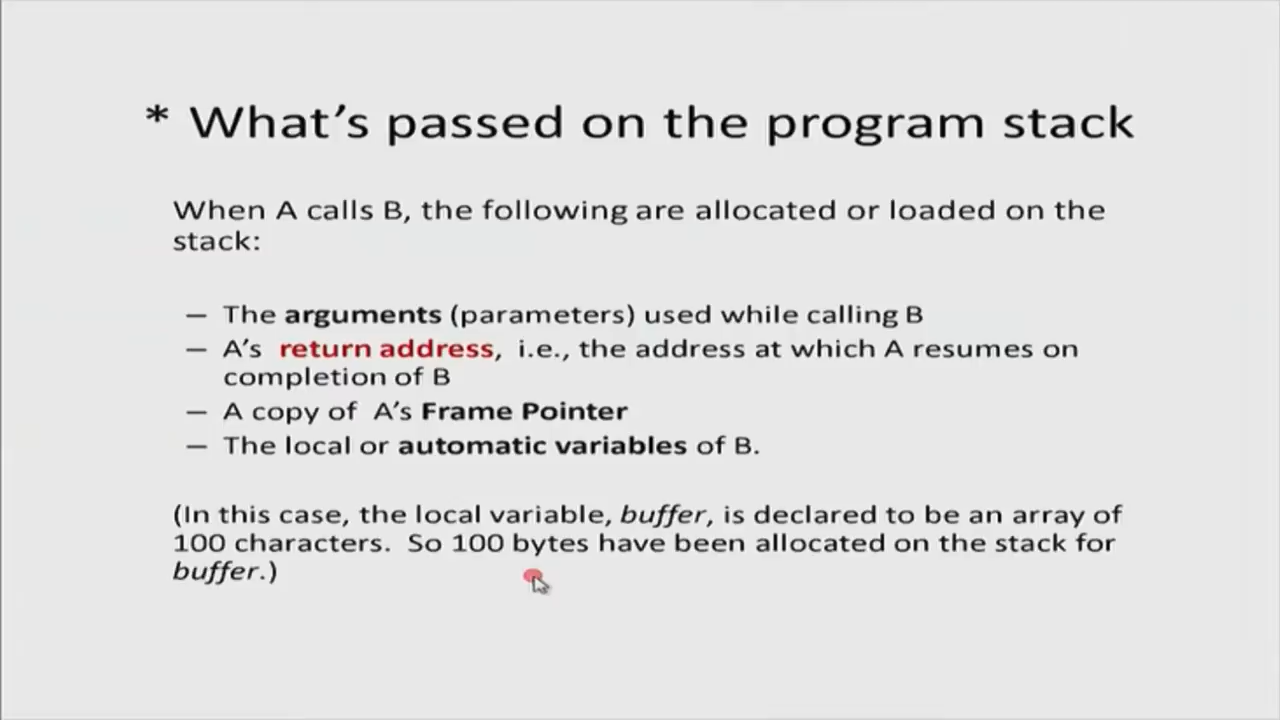 * What's passed on the program stack
When A calls B, the following are allocated or loaded on the
stack:
– The arguments (parameters) used while calling B
– A's return address, i.e., the address at which A resumes on
completion of B
– A copy of A's Frame Pointer
– The local or automatic variables of B.
(In this case, the local variable, buffer, is declared to be an array of
100 characters. So 100 bytes have been allocated on the stack for
buffer.)